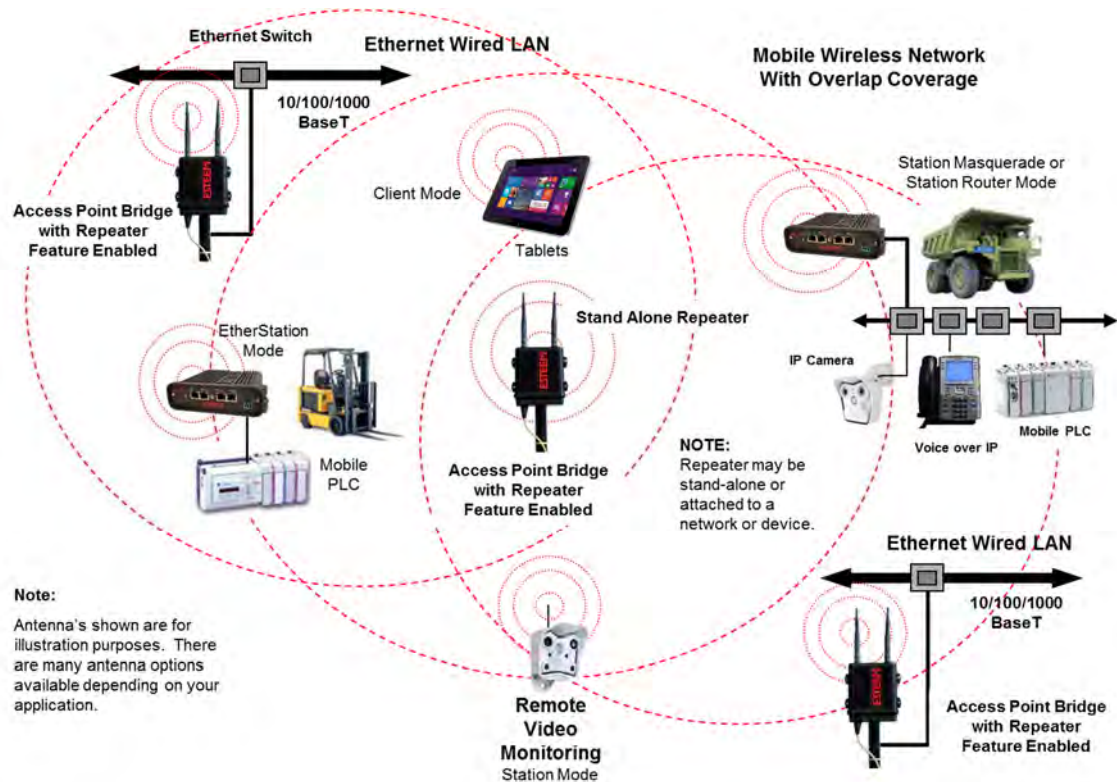 Ethernet Switch
Ethernet Wired LAN
10/100/1000
BaseT
Mobile Wireless Network
With Overlap Coverage
ESTEEM
Access Point Bridge
with Repeater
Feature Enabled
Client Mode
Tablets
Station Masquerade or
Station Router Mode
EtherStation
Mode
Stand Alone Repeater
ESTEEM
IP Camera
Voice over IP
Mobile PLC
Mobile
PLC
Access Point Bridge
with Repeater
Feature Enabled
NOTE:
Repeater may be
stand-alone or
attached to a
network or device.
Ethernet Wired LAN
10/100/1000
BaseT
Note:
Antenna's shown are for
illustration purposes. There
are many antenna options
available depending on your
application.
ESTEEM
Remote
Video
Monitoring
Station Mode
Access Point Bridge
with Repeater
Feature Enabled